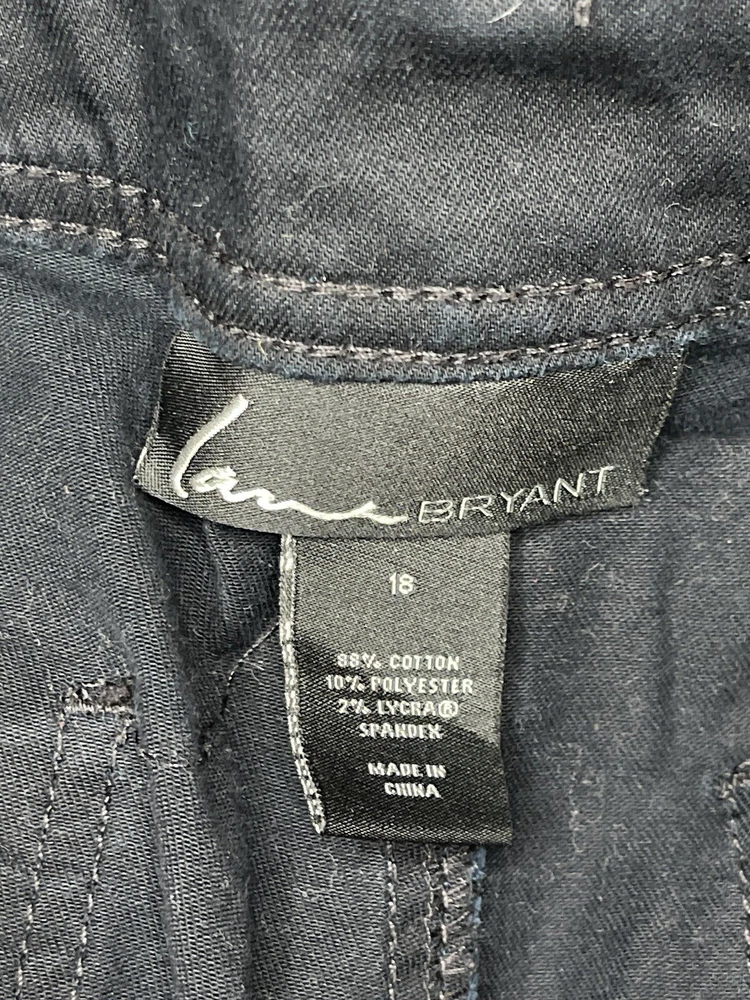 Lane BRYANT
18
88% COTTON
10% POLYESTER
2% LYCRA®
SPANDEX
MADE IN
CHINA